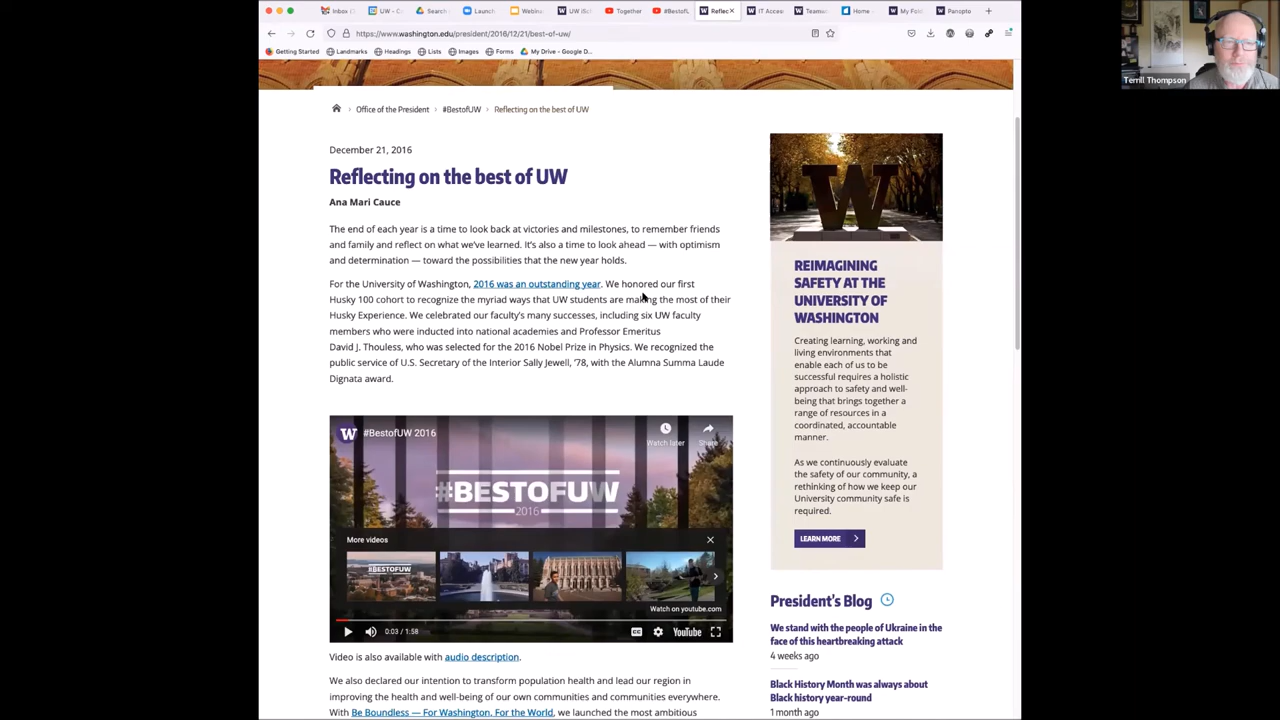 Inbox (
UW - C
Search
Launch
Webina
UW iSch
Together
#BestofU
Reflec
IT Acces
Teamw
Home -
My Fold
Panopto
https://www.washington.edu/president/2016/12/21/best-of-uw/
Getting Started
Landmarks
Headings
Lists
Images
Forms
My Drive - Google D...
Terrill Thompson
Office of the President › #BestofUW › Reflecting on the best of UW
December 21, 2016
Reflecting on the best of UW
Ana Mari Cauce
The end of each year is a time to look back at victories and milestones, to remember friends
and family and reflect on what we've learned. It's also a time to look ahead — with optimism
and determination — toward the possibilities that the new year holds.
For the University of Washington, 2016 was an outstanding year. We honored our first
Husky 100 cohort to recognize the myriad ways that UW students are making the most of their
Husky Experience. We celebrated our faculty's many successes, including six UW faculty
members who were inducted into national academies and Professor Emeritus
David J. Thouless, who was selected for the 2016 Nobel Prize in Physics. We recognized the
public service of U.S. Secretary of the Interior Sally Jewell, '78, with the Alumna Summa Laude
Dignata award.
W #BestofUW 2016
Watch later
Share
#BESTOFUW
2016
More videos
#BESTOFUW
Watch on youtube.com
0:03 / 1:58
CC
YouTube
Video is also available with audio description.
We also declared our intention to transform population health and lead our region in
improving the health and well-being of our own communities and communities everywhere.
With Be Boundless — For Washington, For the World, we launched the most ambitious
W
REIMAGINING
SAFETY AT THE
UNIVERSITY OF
WASHINGTON
Creating learning, working and
living environments that
enable each of us to be
successful requires a holistic
approach to safety and well-
being that brings together a
range of resources in a
coordinated, accountable
manner.
As we continuously evaluate
the safety of our community, a
rethinking of how we keep our
University community safe is
required.
LEARN MORE
President's Blog
We stand with the people of Ukraine in the
face of this heartbreaking attack
4 weeks ago
Black History Month was always about
Black history year-round
1 month ago